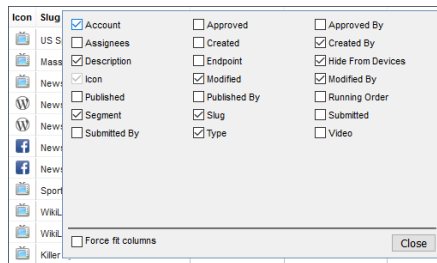 Icon Slug
Account Approved Approved By
US S
Assignees Created Created By
Mass
Description Endpoint Hide From Devices
News
Icon Modified Modified By
News
Published Published By Running Order
News
Segment Slug Submitted
News
Submitted By Type Video
News
Sport
WikiL
WikiL
Force fit columns Close
Killer